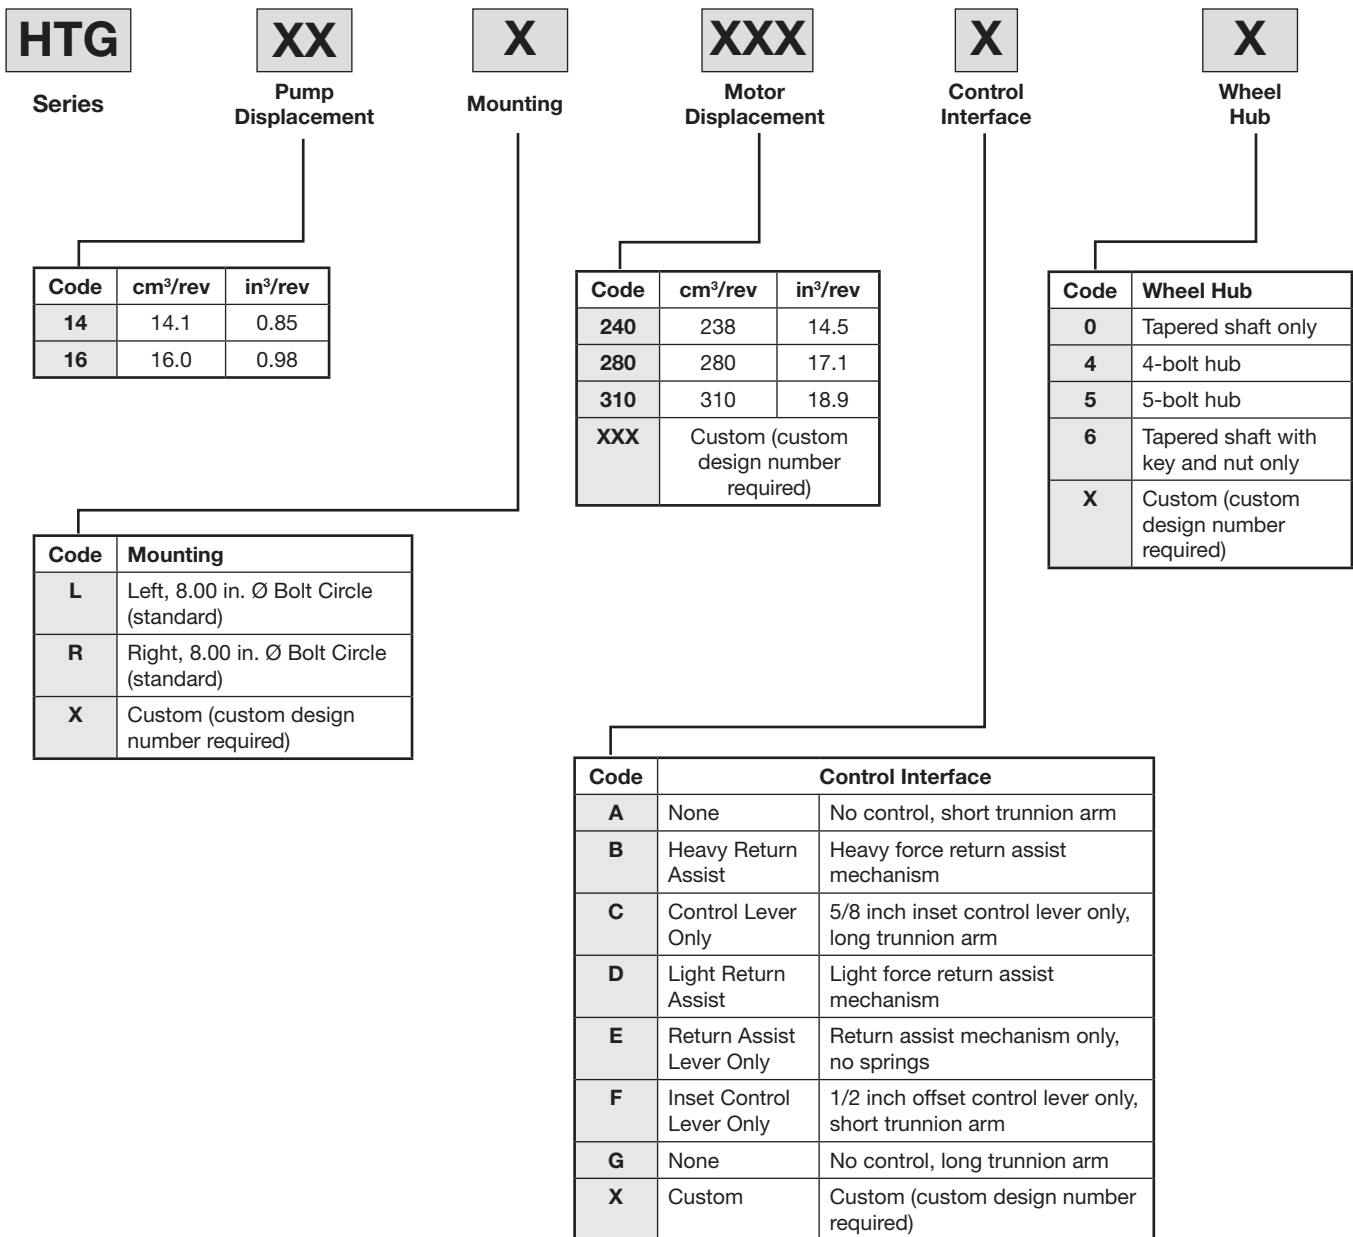 HTG XX X XXX X X
Series
Pump
Displacement
Mounting
Motor
Displacement
Control
Interface
Wheel
Hub
Code cm³/rev in³/rev
14 14.1 0.85
16 16.0 0.98
Code cm³/rev in³/rev
240 238 14.5
280 280 17.1
310 310 18.9
XXX Custom (custom
design number
required)
Code Wheel Hub
0 Tapered shaft only
4 4-bolt hub
5 5-bolt hub
6 Tapered shaft with
key and nut only
X Custom (custom
design number
required)
Code Mounting
L Left, 8.00 in. Ø Bolt Circle
(standard)
R Right, 8.00 in. Ø Bolt Circle
(standard)
X Custom (custom design
number required)
Code Control Interface
A None No control, short trunnion arm
B Heavy Return Heavy force return assist
Assist mechanism
C Control Lever 5/8 inch inset control lever only,
Only long trunnion arm
D Light Return Light force return assist
Assist mechanism
E Return Assist Return assist mechanism only,
Lever Only no springs
F Inset Control 1/2 inch offset control lever only,
Lever Only short trunnion arm
G None No control, long trunnion arm
X Custom Custom (custom design number
required)